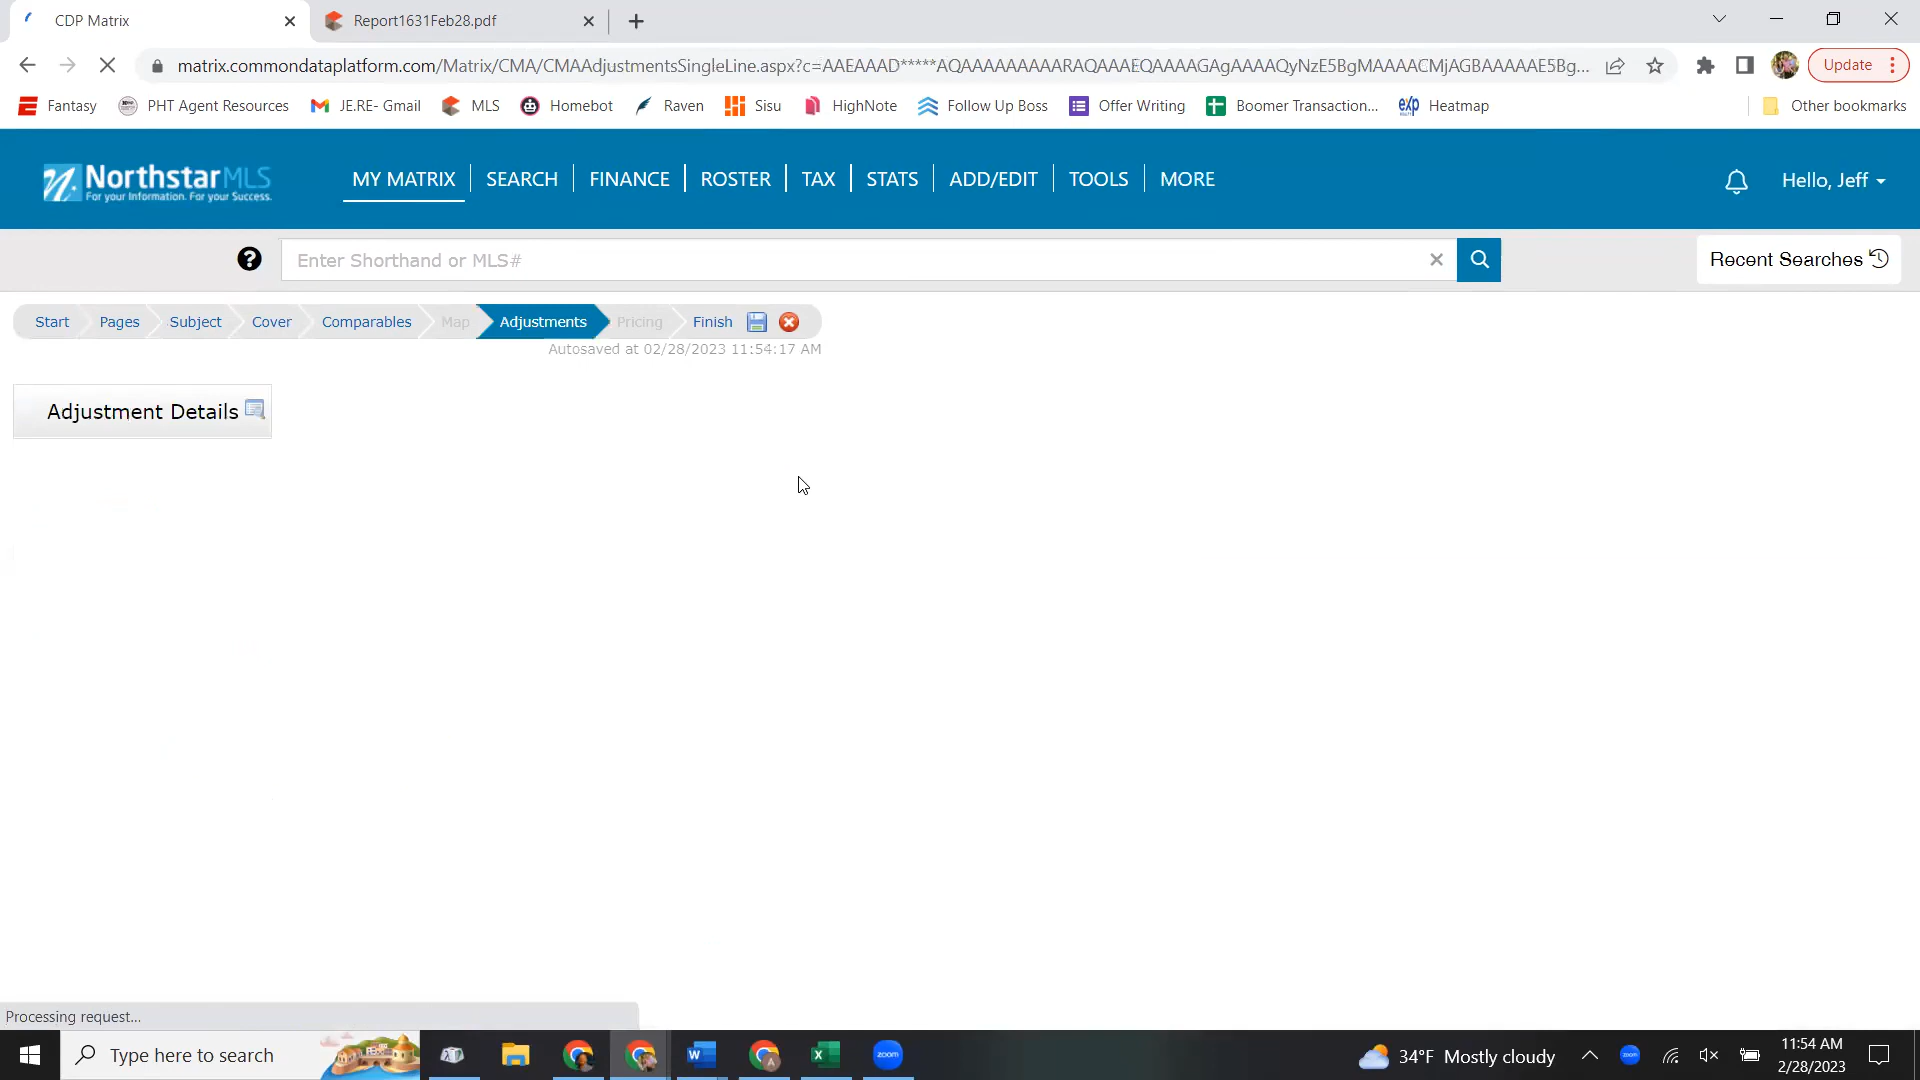 CDP Matrix
Report1631Feb28.pdf
matrix.commondataplatform.com/Matrix/CMA/CMAAdjustmentsSingleLine.aspx?c=AAEAAAD*****AQAAAAAAAAARAQAAAEQAAAAGAgAAAAQyNzE5BgMAAAACMjAGBAAAAAE5Bg...
Update
Fantasy
PHT Agent Resources
JE.RE- Gmail
MLS
Homebot
Raven
Sisu
HighNote
Follow Up Boss
Offer Writing
Boomer Transaction...
exp Heatmap
Other bookmarks
NorthstarMLS
For your Information. For your Success.
MY MATRIX
SEARCH
FINANCE
ROSTER
TAX
STATS
ADD/EDIT
TOOLS
MORE
Hello, Jeff
Enter Shorthand or MLS#
Recent Searches
Start
Pages
Subject
Cover
Comparables
Map
Adjustments
Pricing
Finish
Autosaved at 02/28/2023 11:54:17 AM
Adjustment Details
Processing request...
Type here to search
zoom
34°F Mostly cloudy
zoom
11:54 AM
2/28/2023